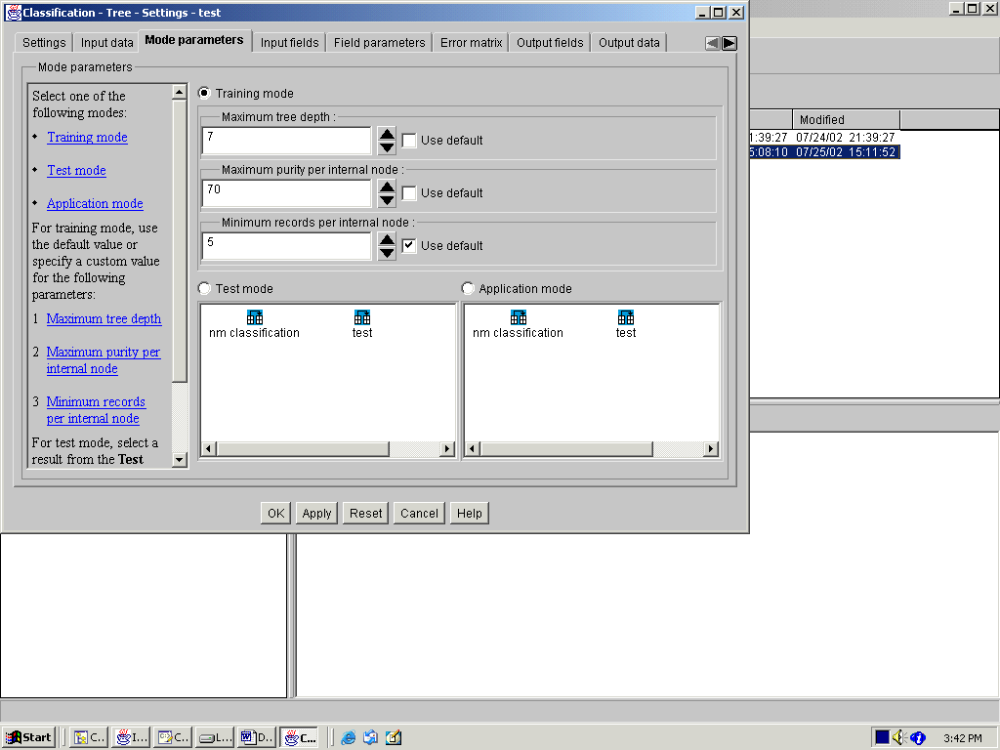 Classification - Tree - Settings - test
Settings
Input data
Mode parameters
Input fields
Field parameters
Error matrix
Output fields
Output data
Mode parameters
Select one of the
following modes:
Training mode
Test mode
Application mode
For training mode, use
the default value or
specify a custom value
for the following
parameters:
1 Maximum tree depth
2 Maximum purity per
internal node
3 Minimum records
per internal node
For test mode, select a
result from the Test
Training mode
Maximum tree depth :
7
Use default
Maximum purity per internal node :
70
Use default
Minimum records per internal node :
5
Use default
Test mode
nm classification
test
Application mode
nm classification
test
OK
Apply
Reset
Cancel
Help
Modified
1:39:27 07/24/02 21:39:27
5:08:10 07/25/02 15:11:52
Start
C..
I...
C..
L...
D..
C...
3:42 PM